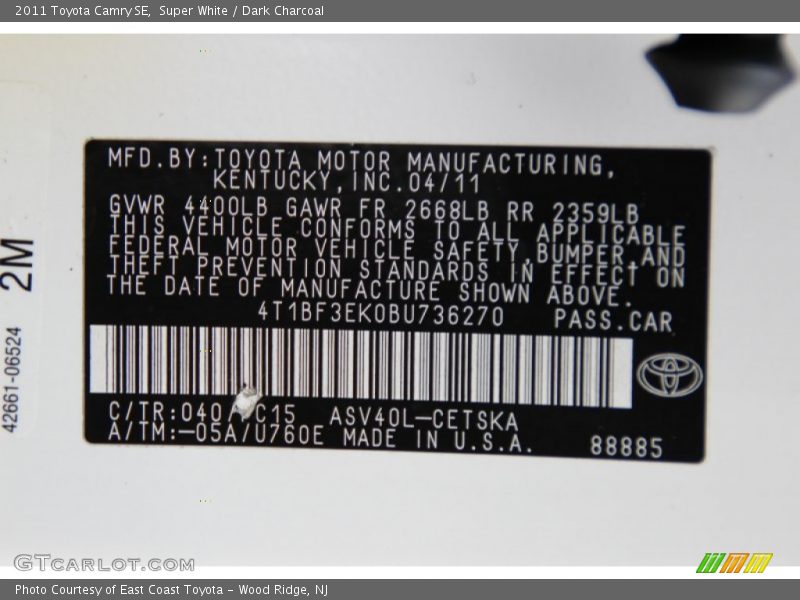 2011 Toyota Camry SE, Super White / Dark Charcoal
MFD.BY:TOYOTA MOTOR MANUFACTURING,
KENTUCKY,INC.04/11
GVWR 4400LB GAWR FR 2668LB RR 2359LB
THIS VEHICLE CONFORMS TO ALL APPLICABLE
FEDERAL MOTOR VEHICLE SAFETY,BUMPER,AND
THEFT PREVENTION STANDARDS IN EFFECT ON
THE DATE OF MANUFACTURE SHOWN ABOVE.
4T1BF3EK0BU736270 PASS.CAR
C/TR:040/ C15 ASV40L-CETSKA
A/TM:-05A/U760E MADE IN U.S.A.
88885
2M
42661-06524
GTCARLOT.COM
Photo Courtesy of East Coast Toyota - Wood Ridge, NJ